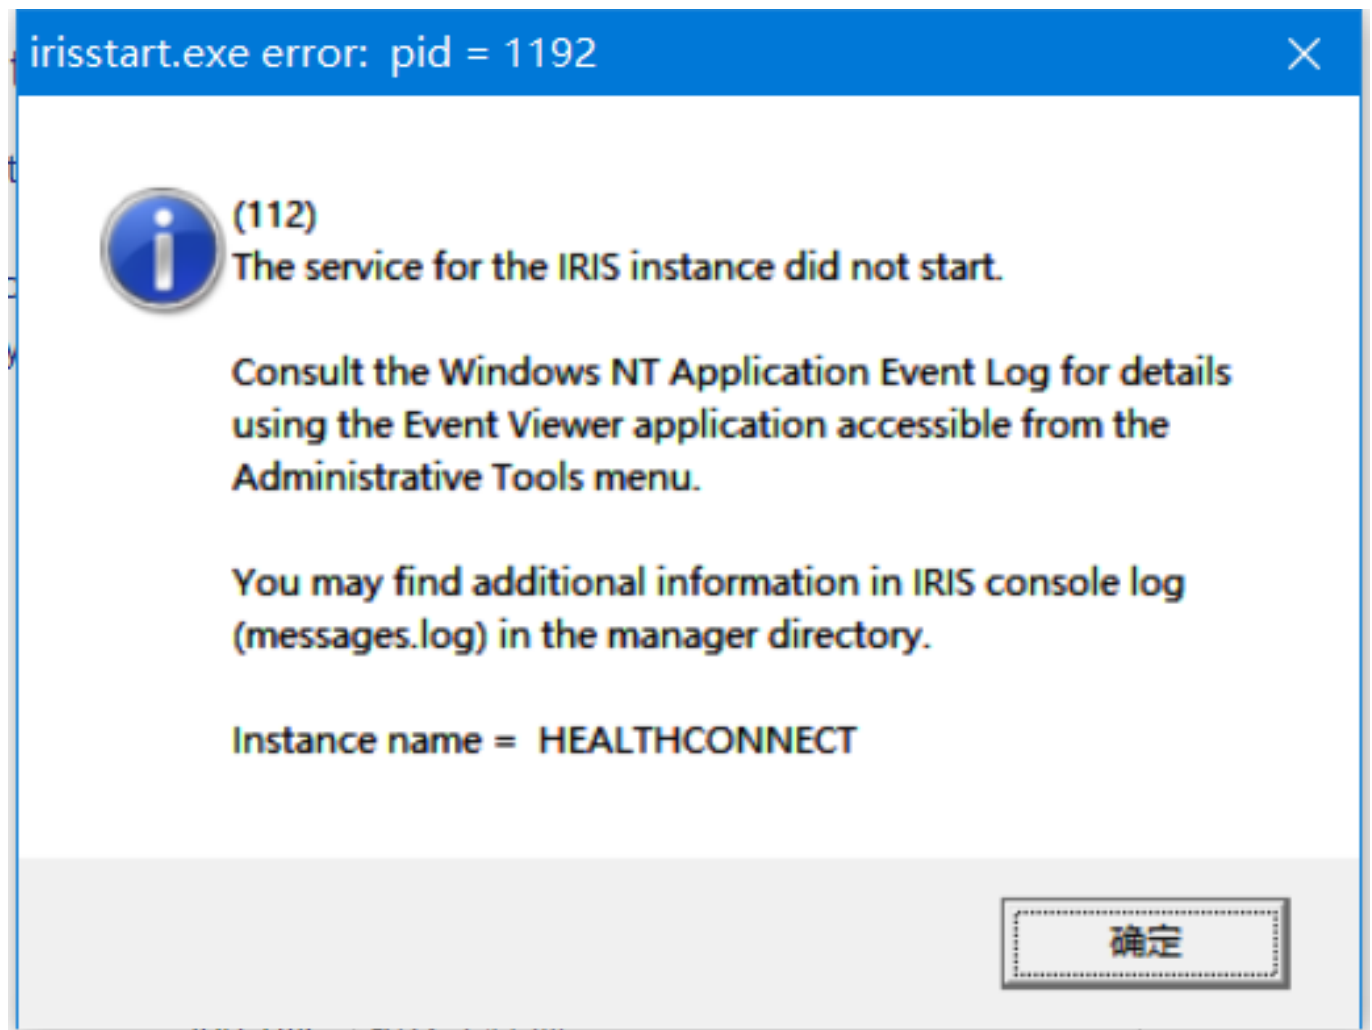 irisstart.exe error: pid = 1192
(112)
The service for the IRIS instance did not start.
Consult the Windows NT Application Event Log for details
using the Event Viewer application accessible from the
Administrative Tools menu.
You may find additional information in IRIS console log
(messages.log) in the manager directory.
Instance name = HEALTHCONNECT
确定